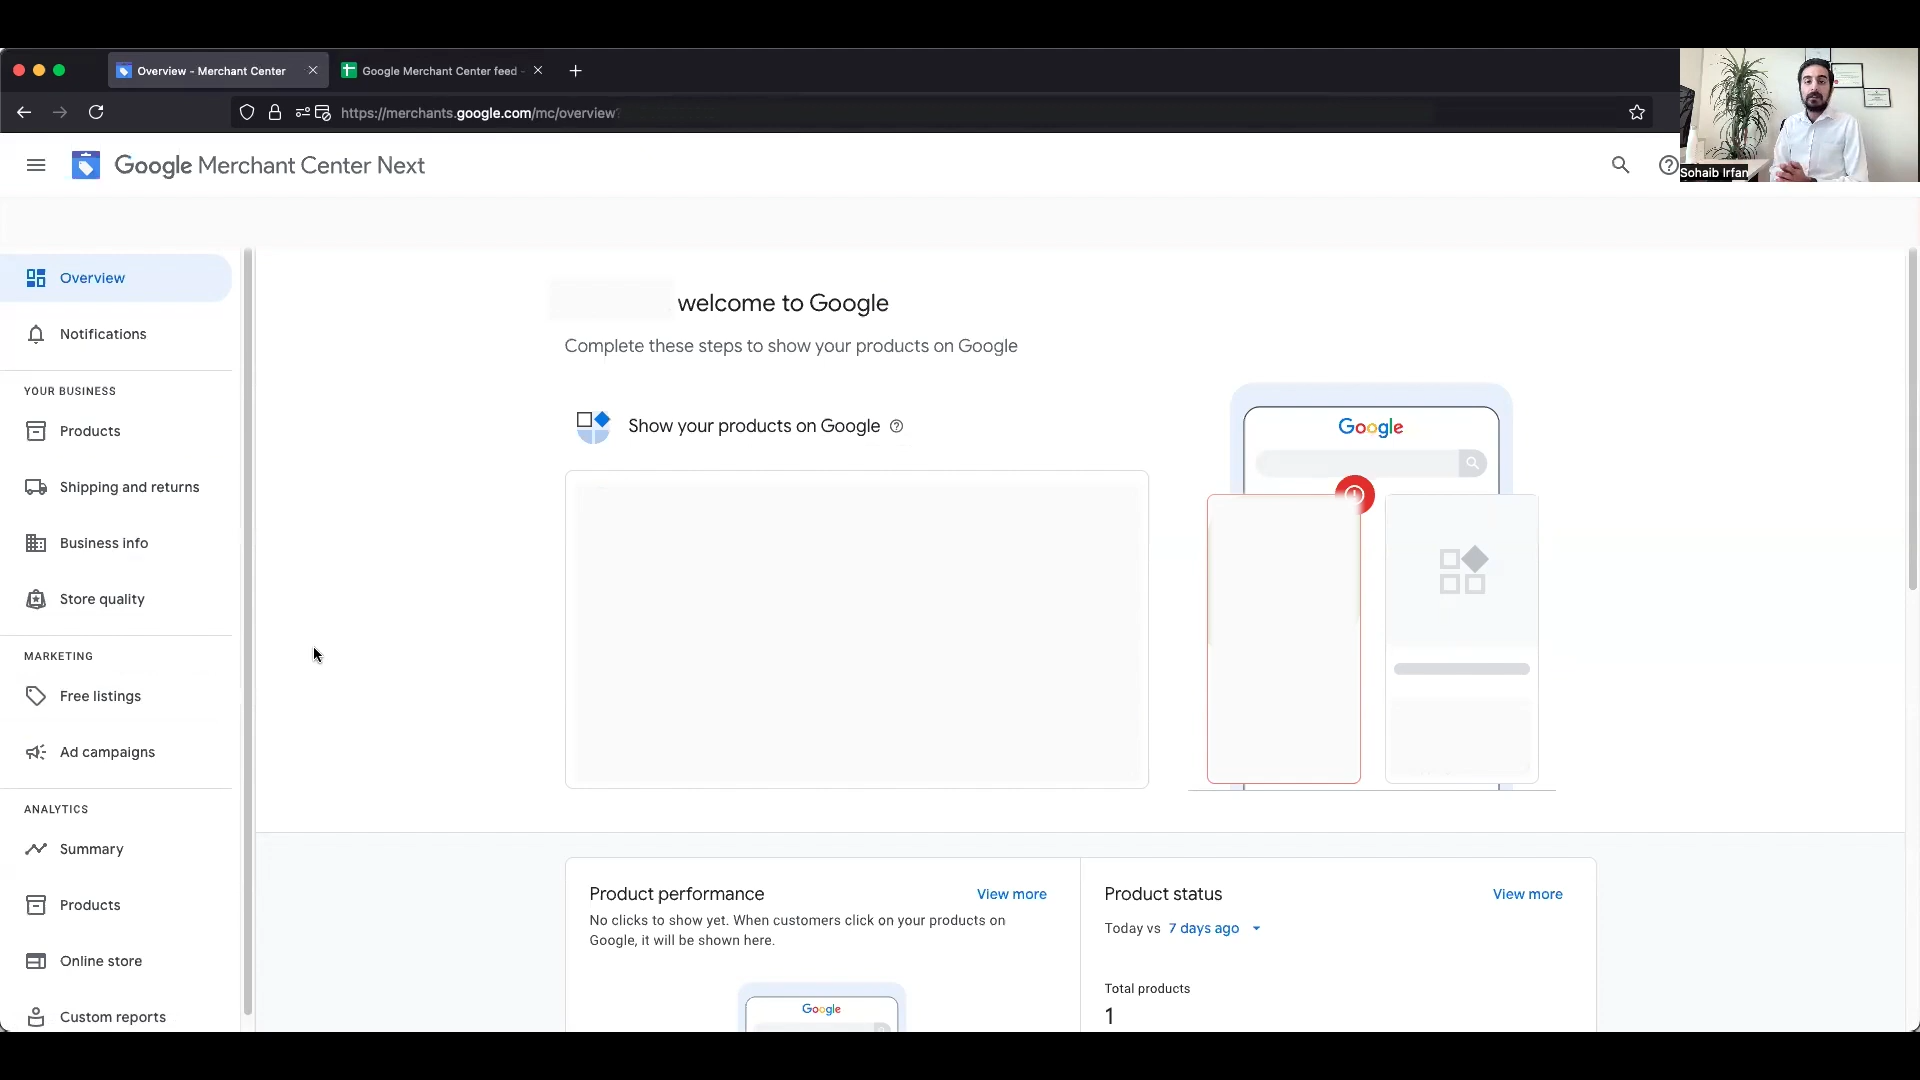 Overview - Merchant Center
Google Merchant Center feed -
https://merchants.google.com/mc/overview?
Google Merchant Center Next
Sohaib Irfan
Overview
Notifications
YOUR BUSINESS
Products
Shipping and returns
Business info
Store quality
MARKETING
Free listings
Ad campaigns
ANALYTICS
Summary
Products
Online store
Custom reports
welcome to Google
Complete these steps to show your products on Google
Show your products on Google
Google
Product performance
View more
No clicks to show yet. When customers click on your products on
Google, it will be shown here.
Google
Product status
View more
Today vs 7 days ago
Total products
1